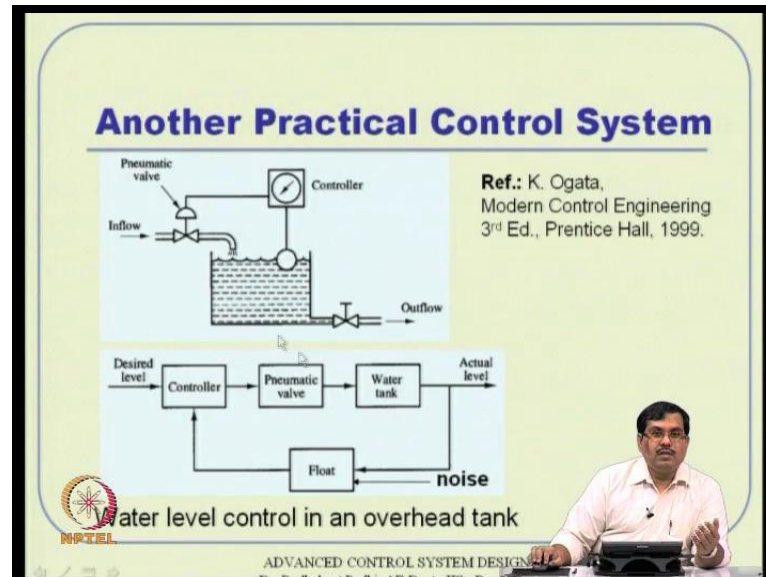 Another Practical Control System
Pneumatic
valve
Controller
Inflow
Outflow
Ref.: K. Ogata,
Modern Control Engineering
3rd Ed., Prentice Hall, 1999.
Desired
level
Controller
Pneumatic
valve
Water
tank
Actual
level
Float
noise
Water level control in an overhead tank
NPTEL
ADVANCED CONTROL SYSTEM DESIGN